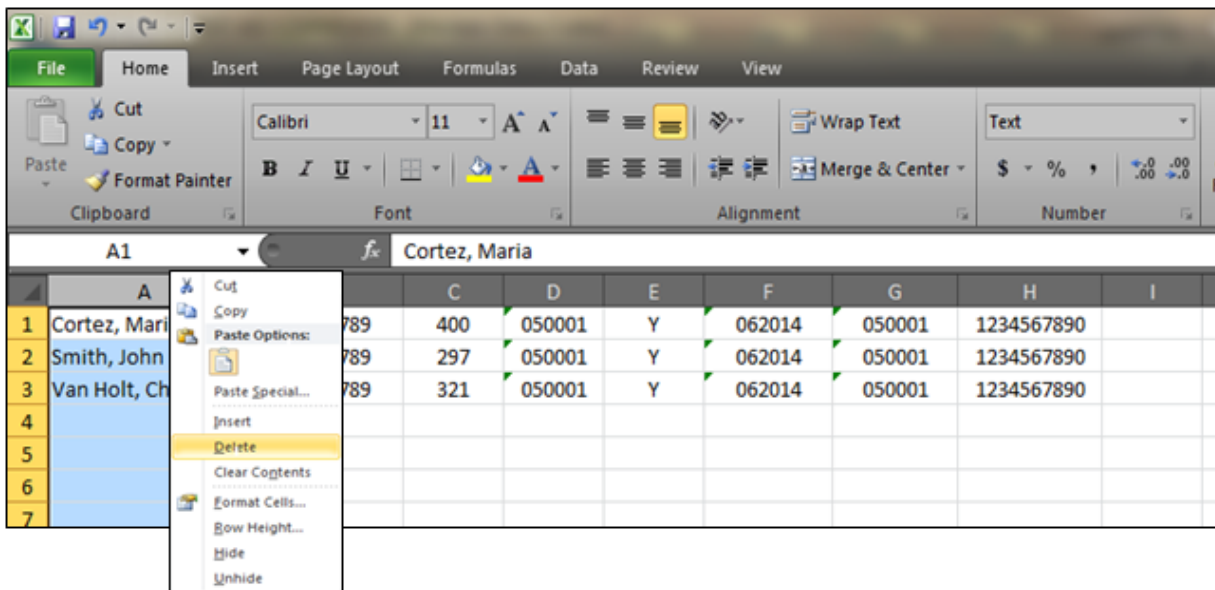 File Home Insert Page Layout Formulas Data Review View
Cut
Calibri 11 A A Wrap Text Text
Copy
Paste
Format Painter B I U A Merge & Center $ % , .00 .00
Clipboard Font Alignment Number
A1 fx Cortez, Maria
A C D E F G H I
1 Cortez, Mari 789 400 050001 Y 062014 050001 1234567890
2 Smith, John 789 297 050001 Y 062014 050001 1234567890
3 Van Holt, Ch 789 321 050001 Y 062014 050001 1234567890
4
5
6
7
Cut
Copy
Paste Options:
Paste Special...
Insert
Delete
Clear Contents
Format Cells...
Row Height...
Hide
Unhide